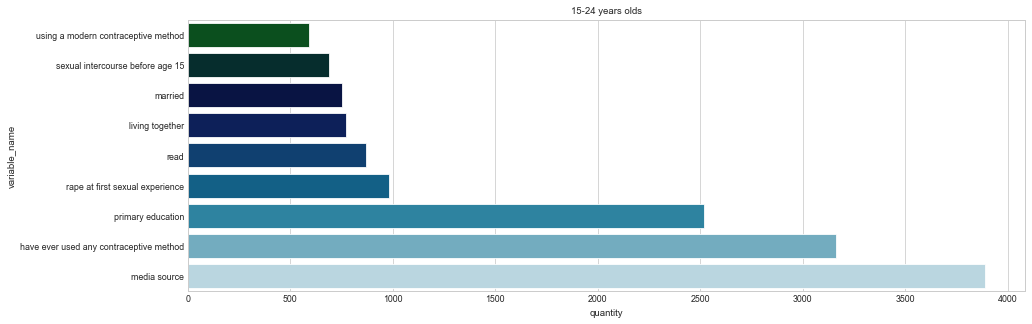 15-24 years olds
variable_name
using a modern contraceptive method
sexual intercourse before age 15
married
living together
read
rape at first sexual experience
primary education
have ever used any contraceptive method
media source
0 500 1000 1500 2000 2500 3000 3500 4000
quantity